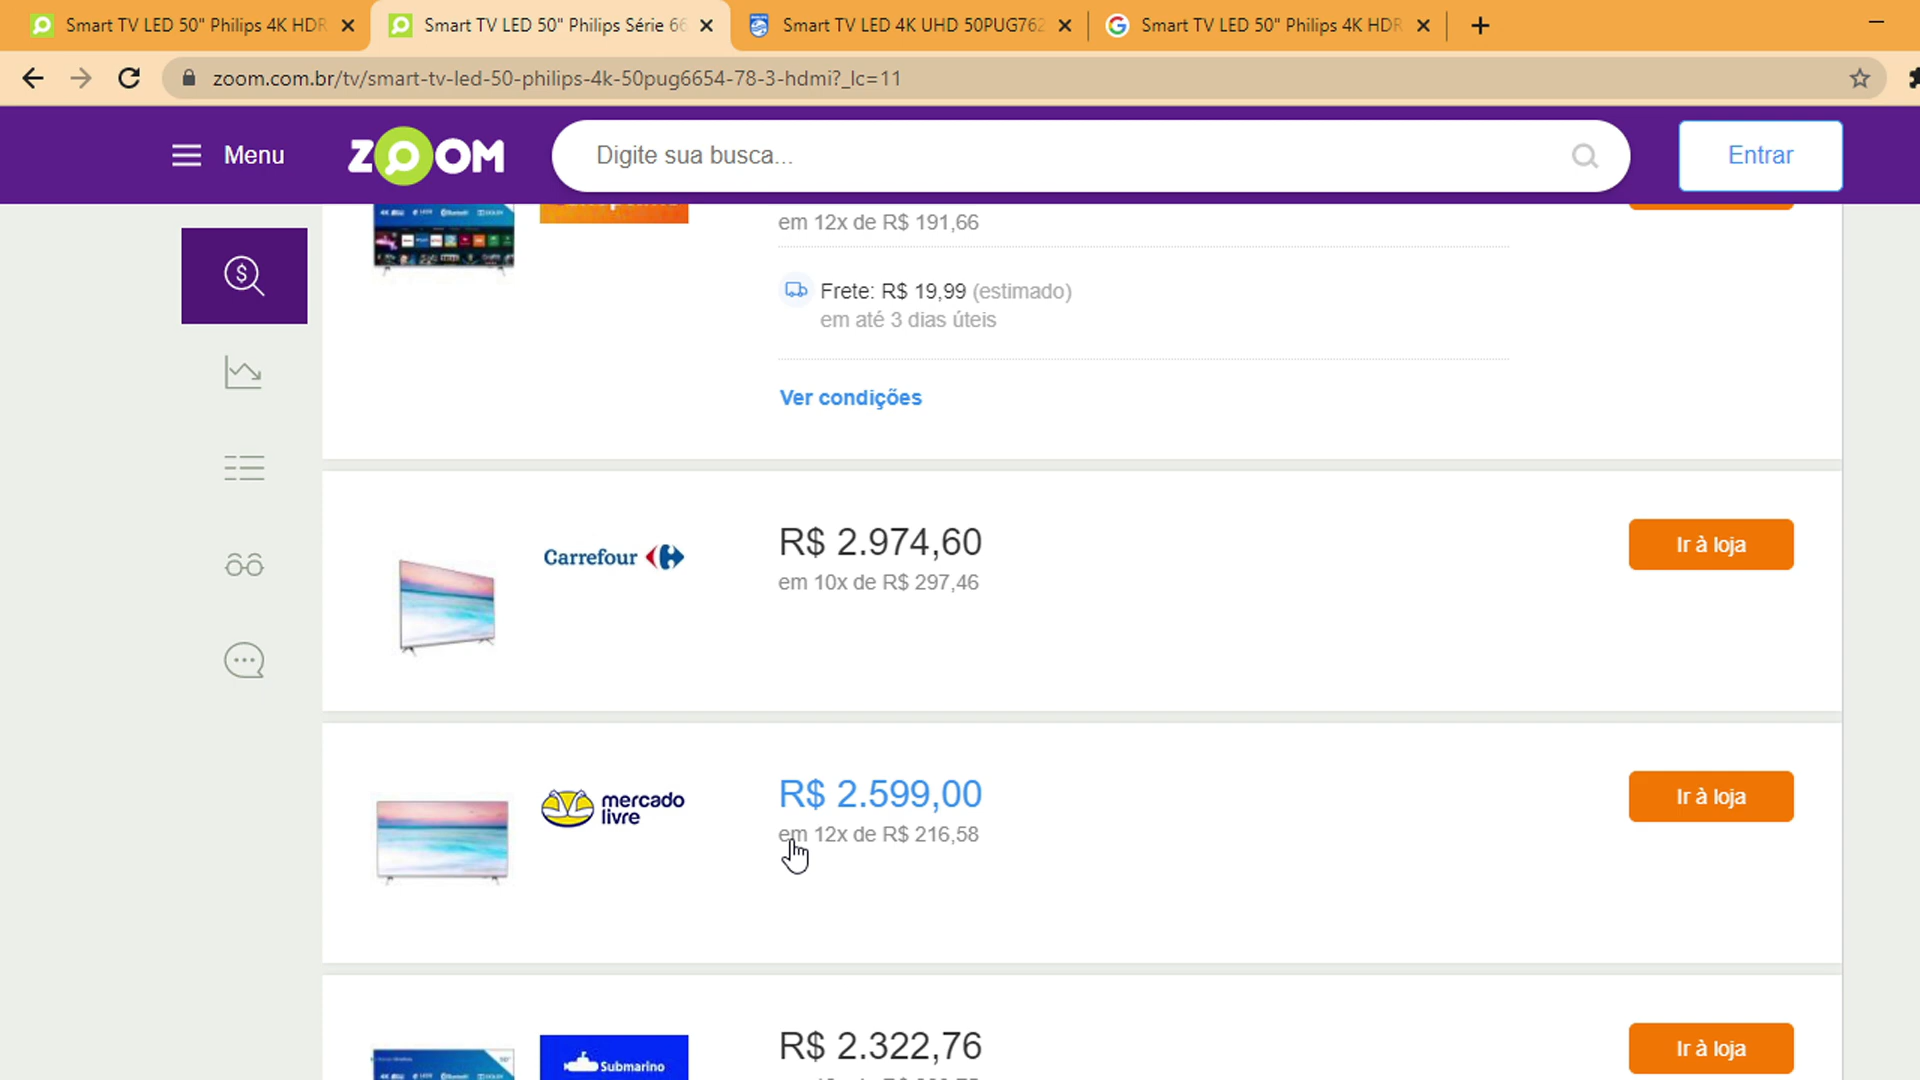 Smart TV LED 50" Philips 4K HDR
Smart TV LED 50" Philips Série 66
Smart TV LED 4K UHD 50PUG762
Smart TV LED 50" Philips 4K HDR
zoom.com.br/tv/smart-tv-led-50-philips-4k-50pug6654-78-3-hdmi?_lc=11
Menu
ZOOM
Digite sua busca...
Entrar
em 12x de R$ 191,66
Frete: R$ 19,99 (estimado)
em até 3 dias úteis
Ver condições
Carrefour
R$ 2.974,60
em 10x de R$ 297,46
Ir à loja
mercado
livre
R$ 2.599,00
em 12x de R$ 216,58
Ir à loja
Submarino
R$ 2.322,76
Ir à loja